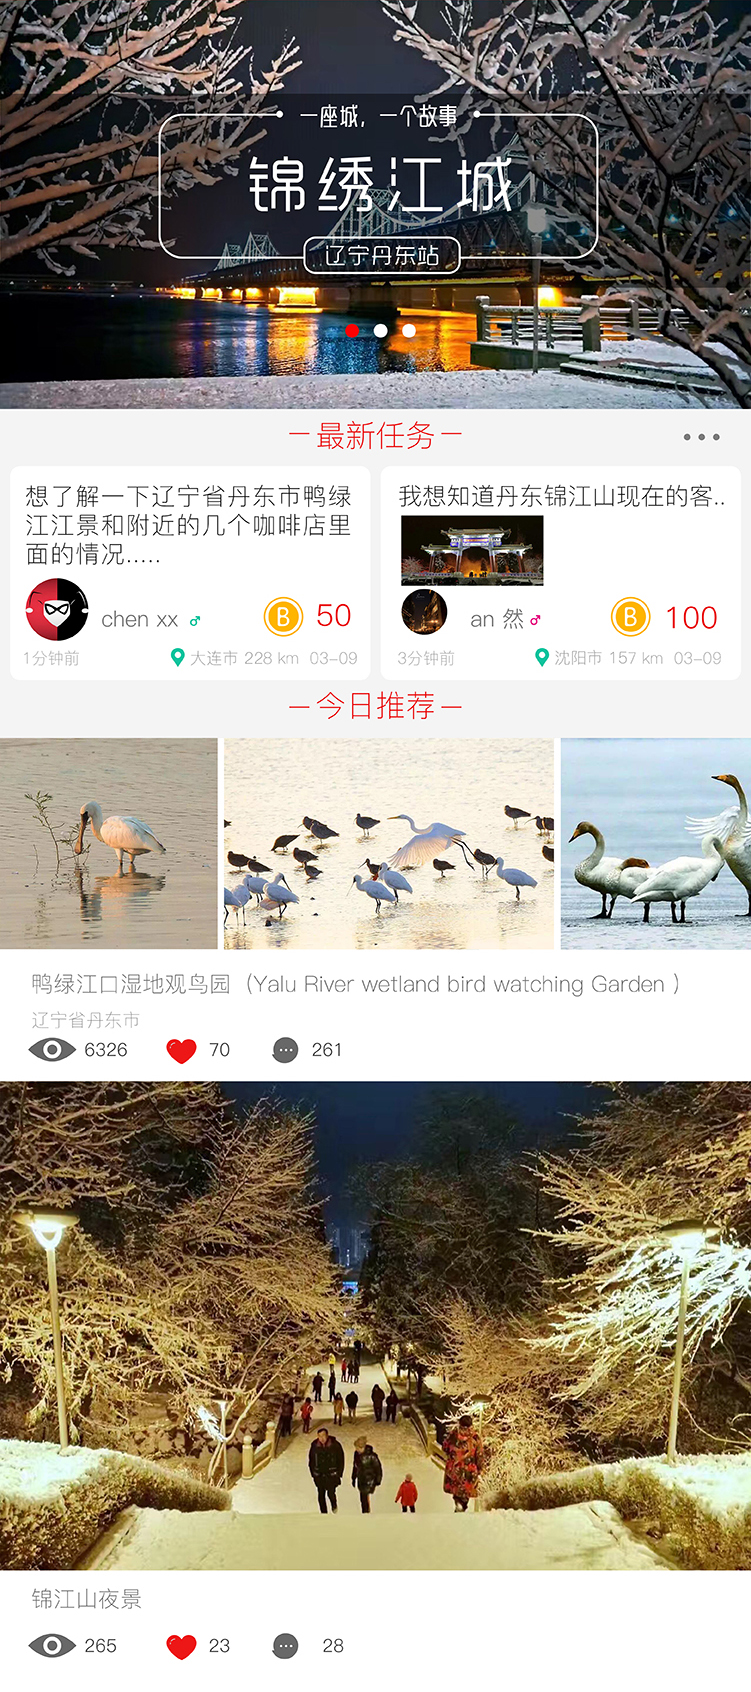 一座城，一个故事
锦绣江城
辽宁丹东站
最新任务
想了解一下辽宁省丹东市鸭绿
江江景和附近的几个咖啡店里
面的情况.....
chen xx
B 50
1分钟前
大连市 228 km 03-09
我想知道丹东锦江山现在的客..
an 然
B 100
3分钟前
沈阳市 157 km 03-09
今日推荐
鸭绿江口湿地观鸟园（Yalu River wetland bird watching Garden ）
辽宁省丹东市
6326 70 261
锦江山夜景
265 23 28